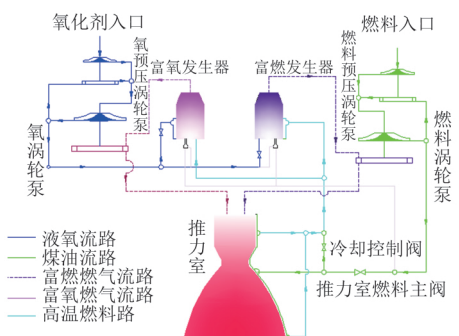 氧化剂入口
燃料入口
氧预压涡轮泵
富氧发生器
富燃发生器
燃料预压涡轮泵
氧涡轮泵
燃料涡轮泵
推力室
冷却控制阀
推力室燃料主阀
液氧流路
煤油流路
富燃燃气流路
富氧燃气流路
高温燃料路